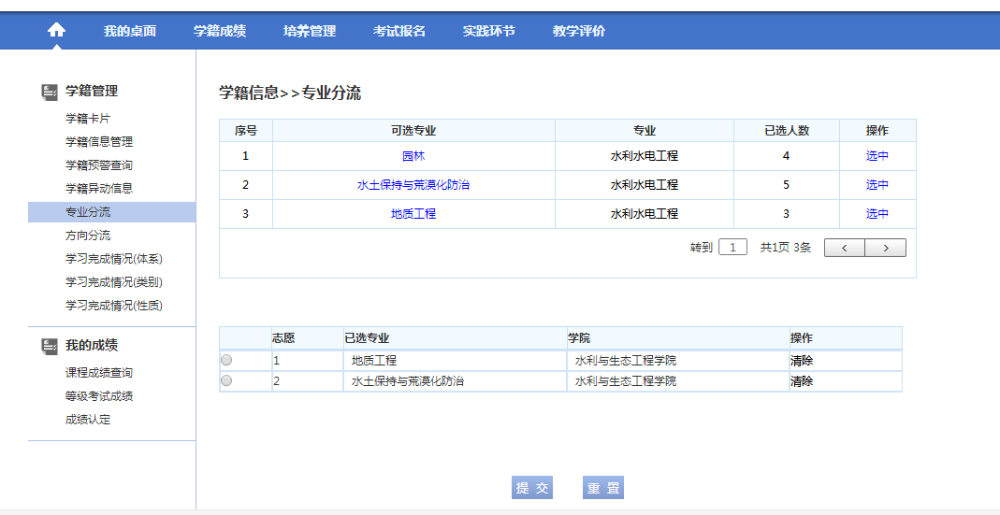 我的桌面 学籍成绩 培养管理 考试报名 实践环节 教学评价
学籍管理
学籍卡片
学籍信息管理
学籍预警查询
学籍异动信息
专业分流
方向分流
学习完成情况(体系)
学习完成情况(类别)
学习完成情况(性质)
我的成绩
课程成绩查询
等级考试成绩
成绩认定
学籍信息>>专业分流
序号 可选专业 专业 已选人数 操作
1 园林 水利水电工程 4 选中
2 水土保持与荒漠化防治 水利水电工程 5 选中
3 地质工程 水利水电工程 3 选中
转到 1 共1页 3条 < >
志愿 已选专业 学院 操作
1 地质工程 水利与生态工程学院 清除
2 水土保持与荒漠化防治 水利与生态工程学院 清除
提 交 重 置